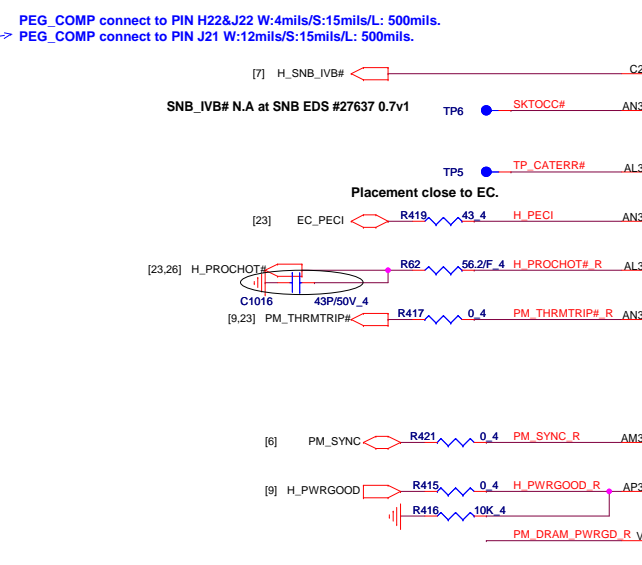 PEG_COMP connect to PIN H22&J22 W:4mils/S:15mils/L: 500mils.
PEG_COMP connect to PIN J21 W:12mils/S:15mils/L: 500mils.
[7] H_SNB_IVB# C2
SNB_IVB# N.A at SNB EDS #27637 0.7v1
TP6 SKTOCC# AN3
TP5 TP_CATERR# AL3
Placement close to EC.
[23] EC_PECI R419 43_4 H_PECI AN3
[23,26] H_PROCHOT# R62 56.2/F_4 H_PROCHOT#_R AL3
C1016 43P/50V_4
[9,23] PM_THRMTRIP# R417 0_4 PM_THRMTRIP#_R AN3
[6] PM_SYNC R421 0_4 PM_SYNC_R AM3
[9] H_PWRGOOD R415 0_4 H_PWRGOOD_R AP3
R416 10K_4
PM_DRAM_PWRGD_R V